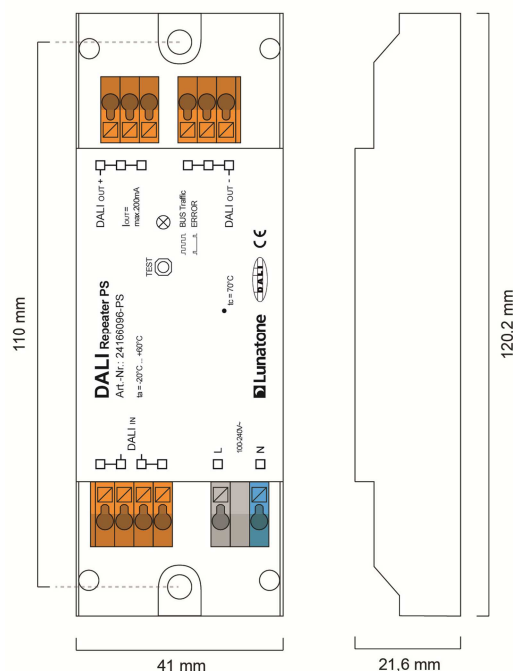 DALI OUT +
IOUT=
max.200mA
BUS Traffic
ERROR
DALI OUT -
TEST
DALI Repeater PS
Art.-Nr.: 24166096-PS
ta = -20°C ... +60°C
tc = 70°C
Lunatone
DALI
CE
DALI IN
L
100-240V~
N
110 mm
120,2 mm
41 mm
21,6 mm